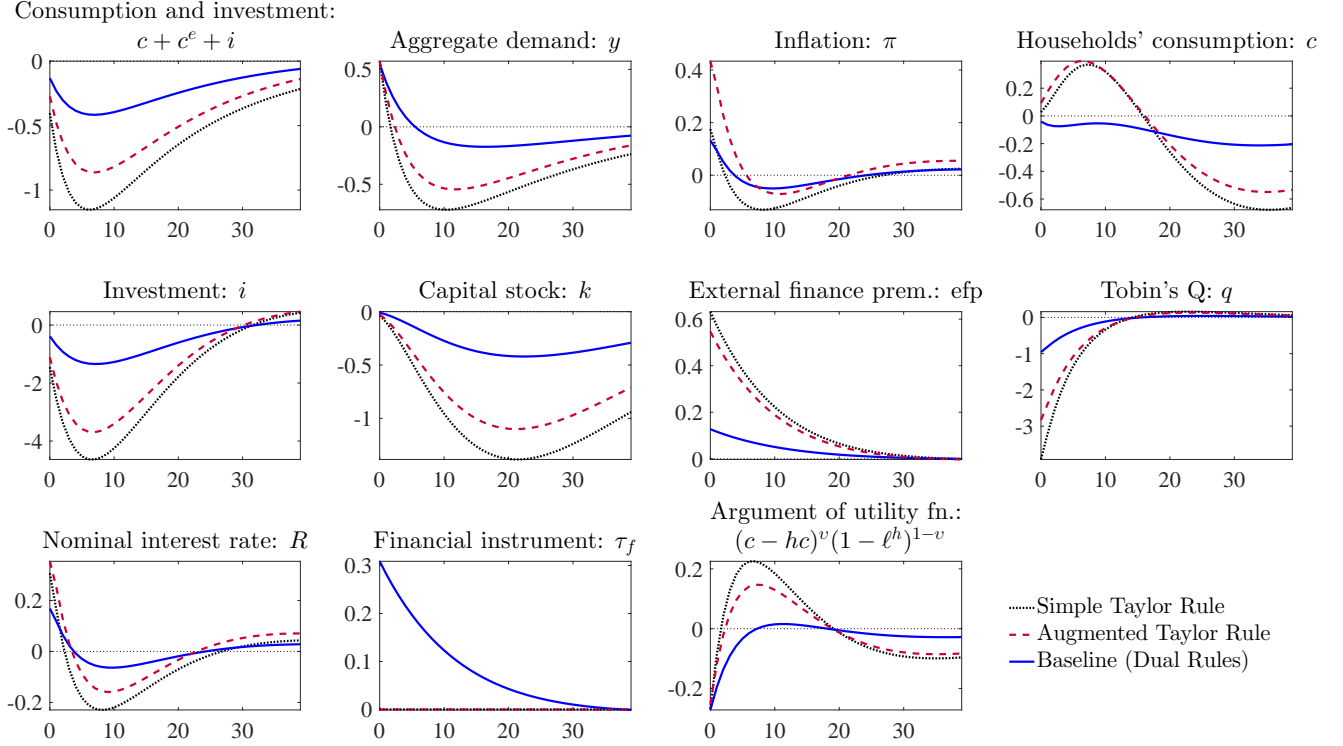 Consumption and investment:
c + c^e + i
Aggregate demand: y
Inflation: π
Households' consumption: c
0
-0.5
-1
0 10 20 30
0.5
0
-0.5
0 10 20 30
0.4
0.2
0
0 10 20 30
0.2
0
-0.2
-0.4
-0.6
0 10 20 30
Investment: i
Capital stock: k
External finance prem.: efp
Tobin's Q: q
0
-2
-4
0 10 20 30
0
-0.5
-1
0 10 20 30
0.6
0.4
0.2
0
0 10 20 30
0
-1
-2
-3
0 10 20 30
Nominal interest rate: R
Financial instrument: τ_f
Argument of utility fn.:
(c − hc)^υ(1 − ℓ^h)^{1−υ}
0.2
0
-0.2
0 10 20 30
0.3
0.2
0.1
0
0 10 20 30
0.2
0
-0.2
0 10 20 30
Simple Taylor Rule
Augmented Taylor Rule
Baseline (Dual Rules)